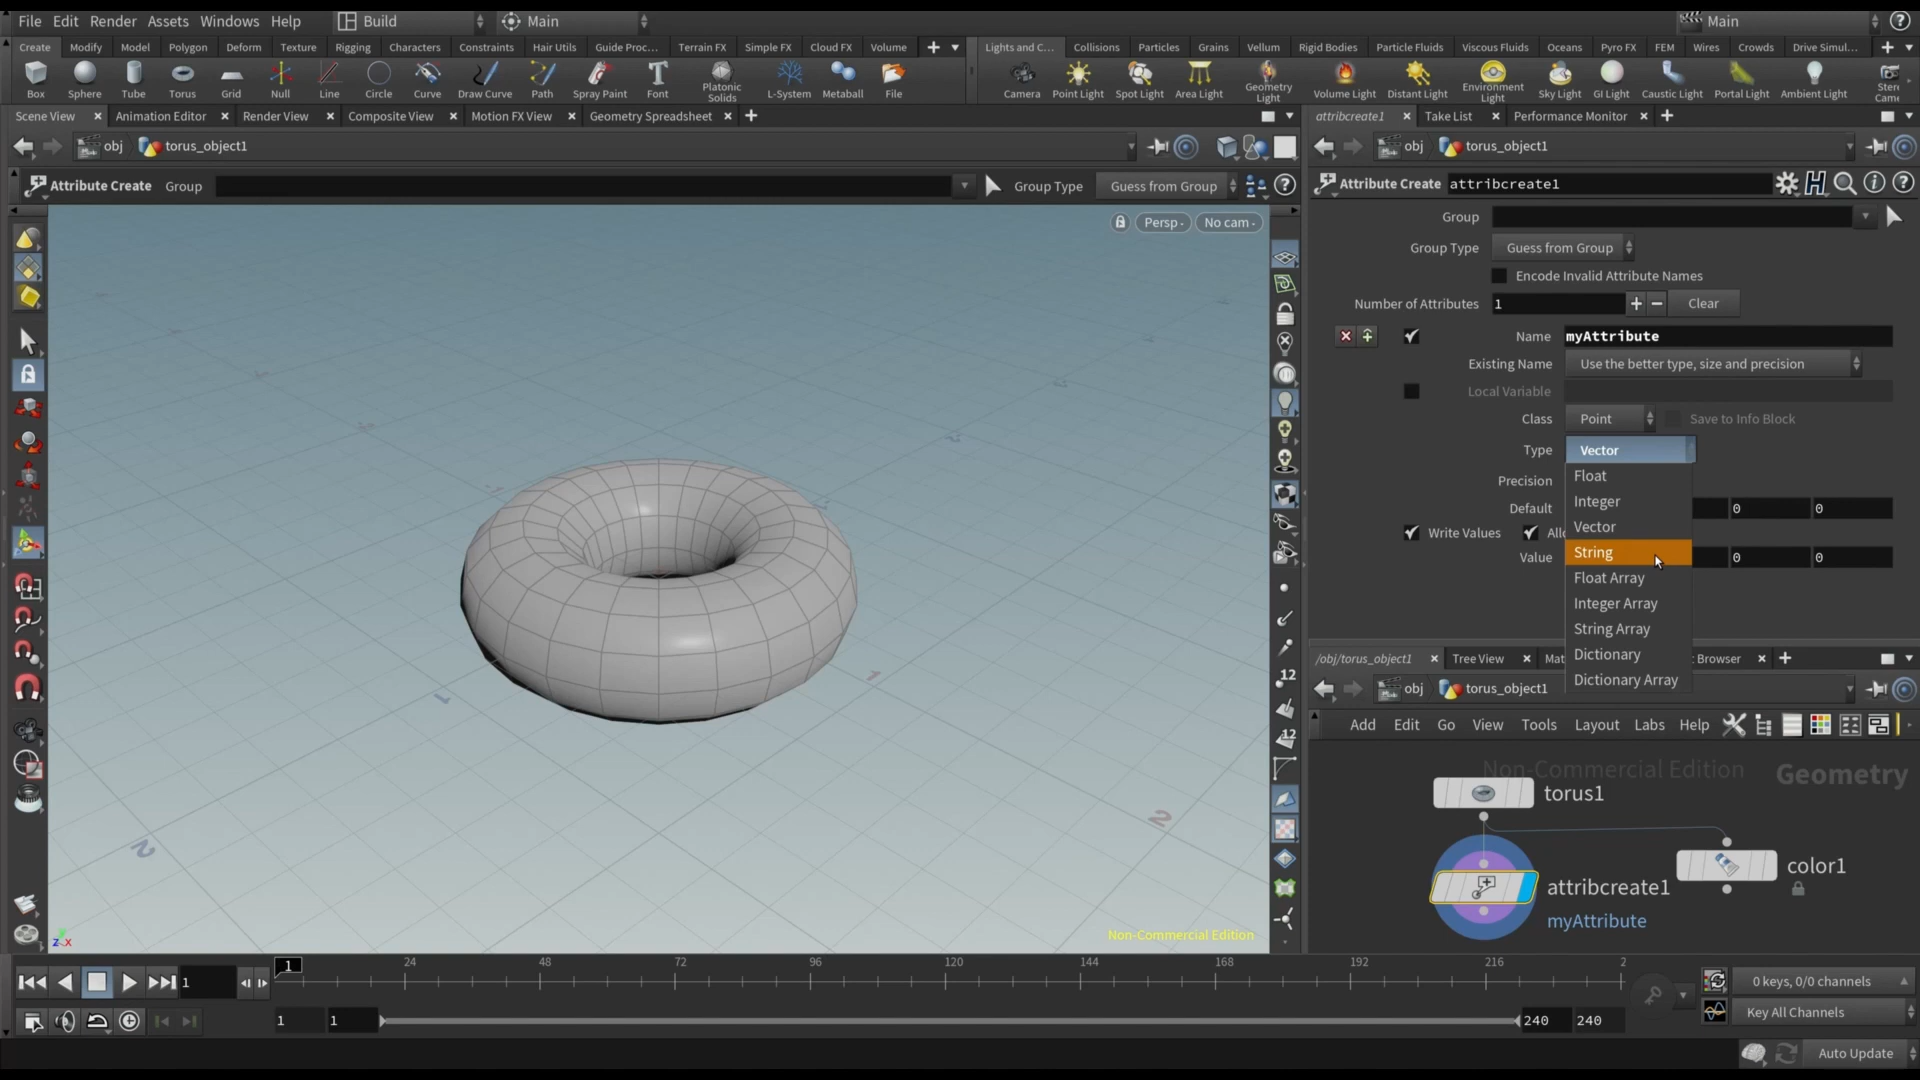 File Edit Render Assets Windows Help Build Main Main
Create Modify Model Polygon Deform Texture Rigging Characters Constraints Hair Utils Guide Proc... Terrain FX Simple FX Cloud FX Volume
Lights and C... Collisions Particles Grains Vellum Rigid Bodies Particle Fluids Viscous Fluids Oceans Pyro FX FEM Wires Crowds Drive Simul...
Box Sphere Tube Torus Grid Null Line Circle Curve Draw Curve Path Spray Paint Font Platonic Solids L-System Metaball File
Camera Point Light Spot Light Area Light Geometry Light Volume Light Distant Light Environment Light Sky Light GI Light Caustic Light Portal Light Ambient Light
Scene View Animation Editor Render View Composite View Motion FX View Geometry Spreadsheet
obj torus_object1
Attribute Create Group Group Type Guess from Group
Persp No cam
Non-Commercial Edition
attribcreate1 Take List Performance Monitor
obj torus_object1
Attribute Create attribcreate1
Group
Group Type Guess from Group
Encode Invalid Attribute Names
Number of Attributes 1 Clear
Name myAttribute
Existing Name Use the better type, size and precision
Local Variable
Class Point Save to Info Block
Type Vector
Float
Precision
Integer
Default 0 0
Vector
Write Values
String
Value 0 0
Float Array
Integer Array
String Array
Dictionary
Dictionary Array
/obj/torus_object1 Tree View Browser
obj torus_object1
Add Edit Go View Tools Layout Labs Help
Non-Commercial Edition Geometry
torus1
color1
attribcreate1
myAttribute
1 24 48 72 96 120 144 168 192 216 2
1
1 1 240 240
0 keys, 0/0 channels
Key All Channels
Auto Update